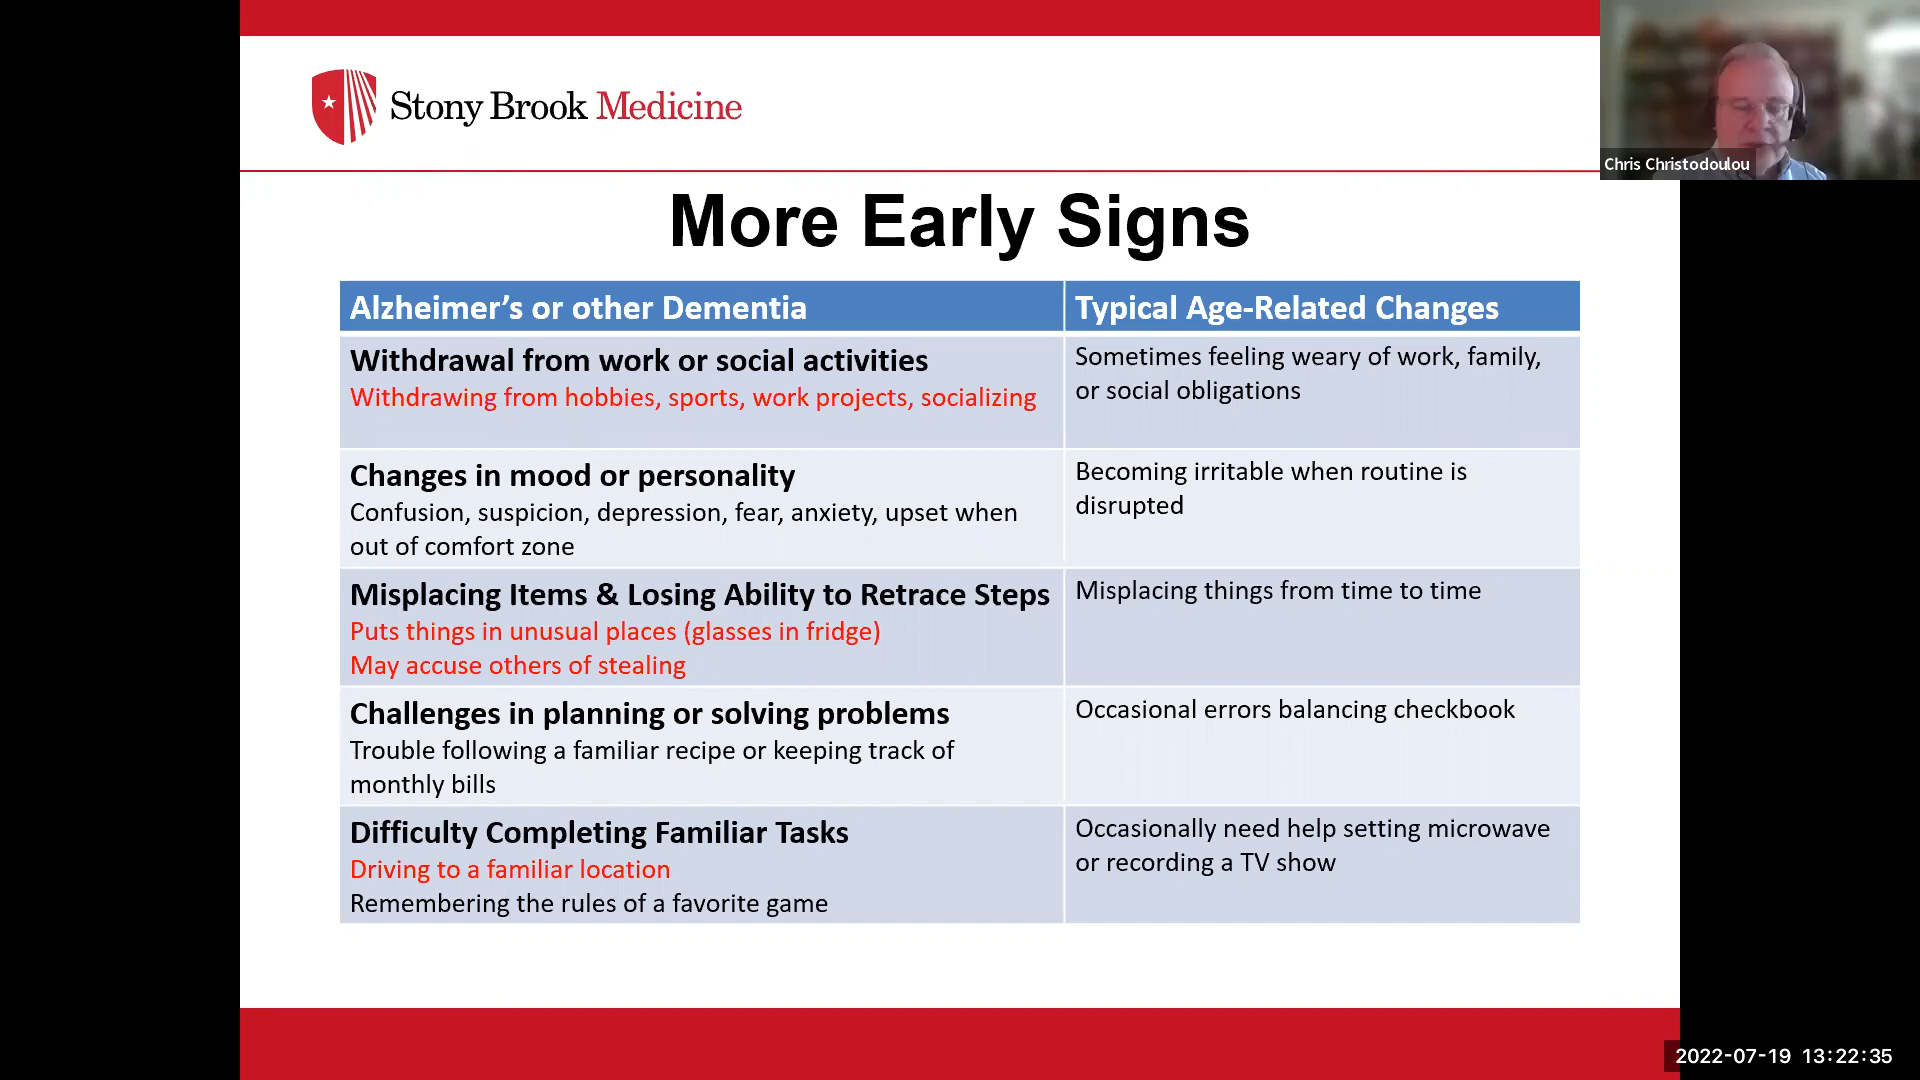 Stony Brook Medicine
Chris Christodoulou
More Early Signs
Alzheimer's or other Dementia
Typical Age-Related Changes
Withdrawal from work or social activities
Withdrawing from hobbies, sports, work projects, socializing
Sometimes feeling weary of work, family,
or social obligations
Changes in mood or personality
Confusion, suspicion, depression, fear, anxiety, upset when
out of comfort zone
Becoming irritable when routine is
disrupted
Misplacing Items & Losing Ability to Retrace Steps
Puts things in unusual places (glasses in fridge)
May accuse others of stealing
Misplacing things from time to time
Challenges in planning or solving problems
Trouble following a familiar recipe or keeping track of
monthly bills
Occasional errors balancing checkbook
Difficulty Completing Familiar Tasks
Driving to a familiar location
Remembering the rules of a favorite game
Occasionally need help setting microwave
or recording a TV show
2022-07-19 13:22:35